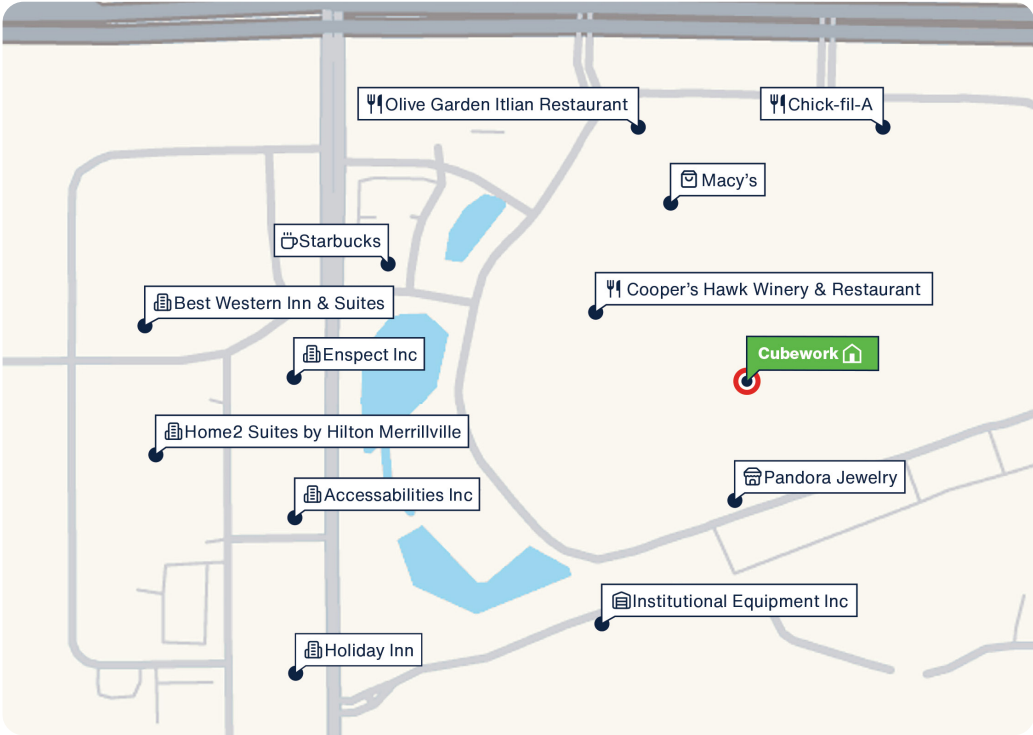 Olive Garden Itlian Restaurant
Chick-fil-A
Macy's
Starbucks
Best Western Inn & Suites
Cooper's Hawk Winery & Restaurant
Enspect Inc
Cubework
Home2 Suites by Hilton Merrillville
Pandora Jewelry
Accessabilities Inc
Institutional Equipment Inc
Holiday Inn